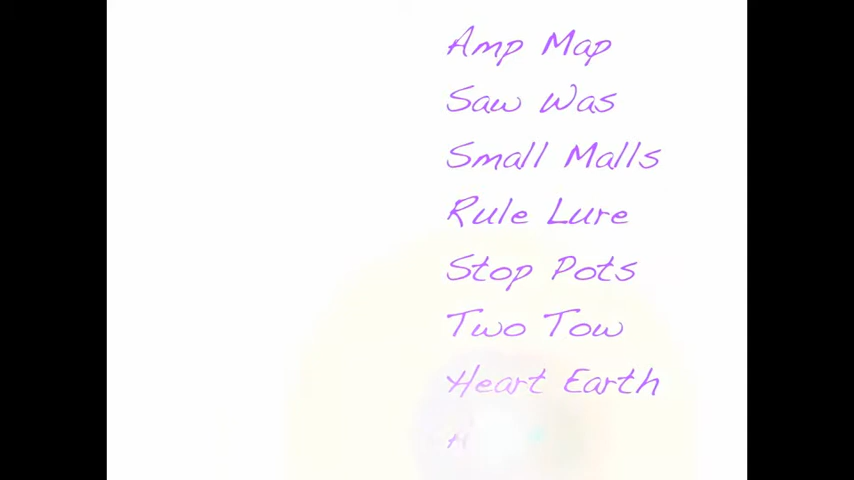 Amp Map
Saw Was
Small Malls
Rule Lure
Stop Pots
Two Tow
Heart Earth